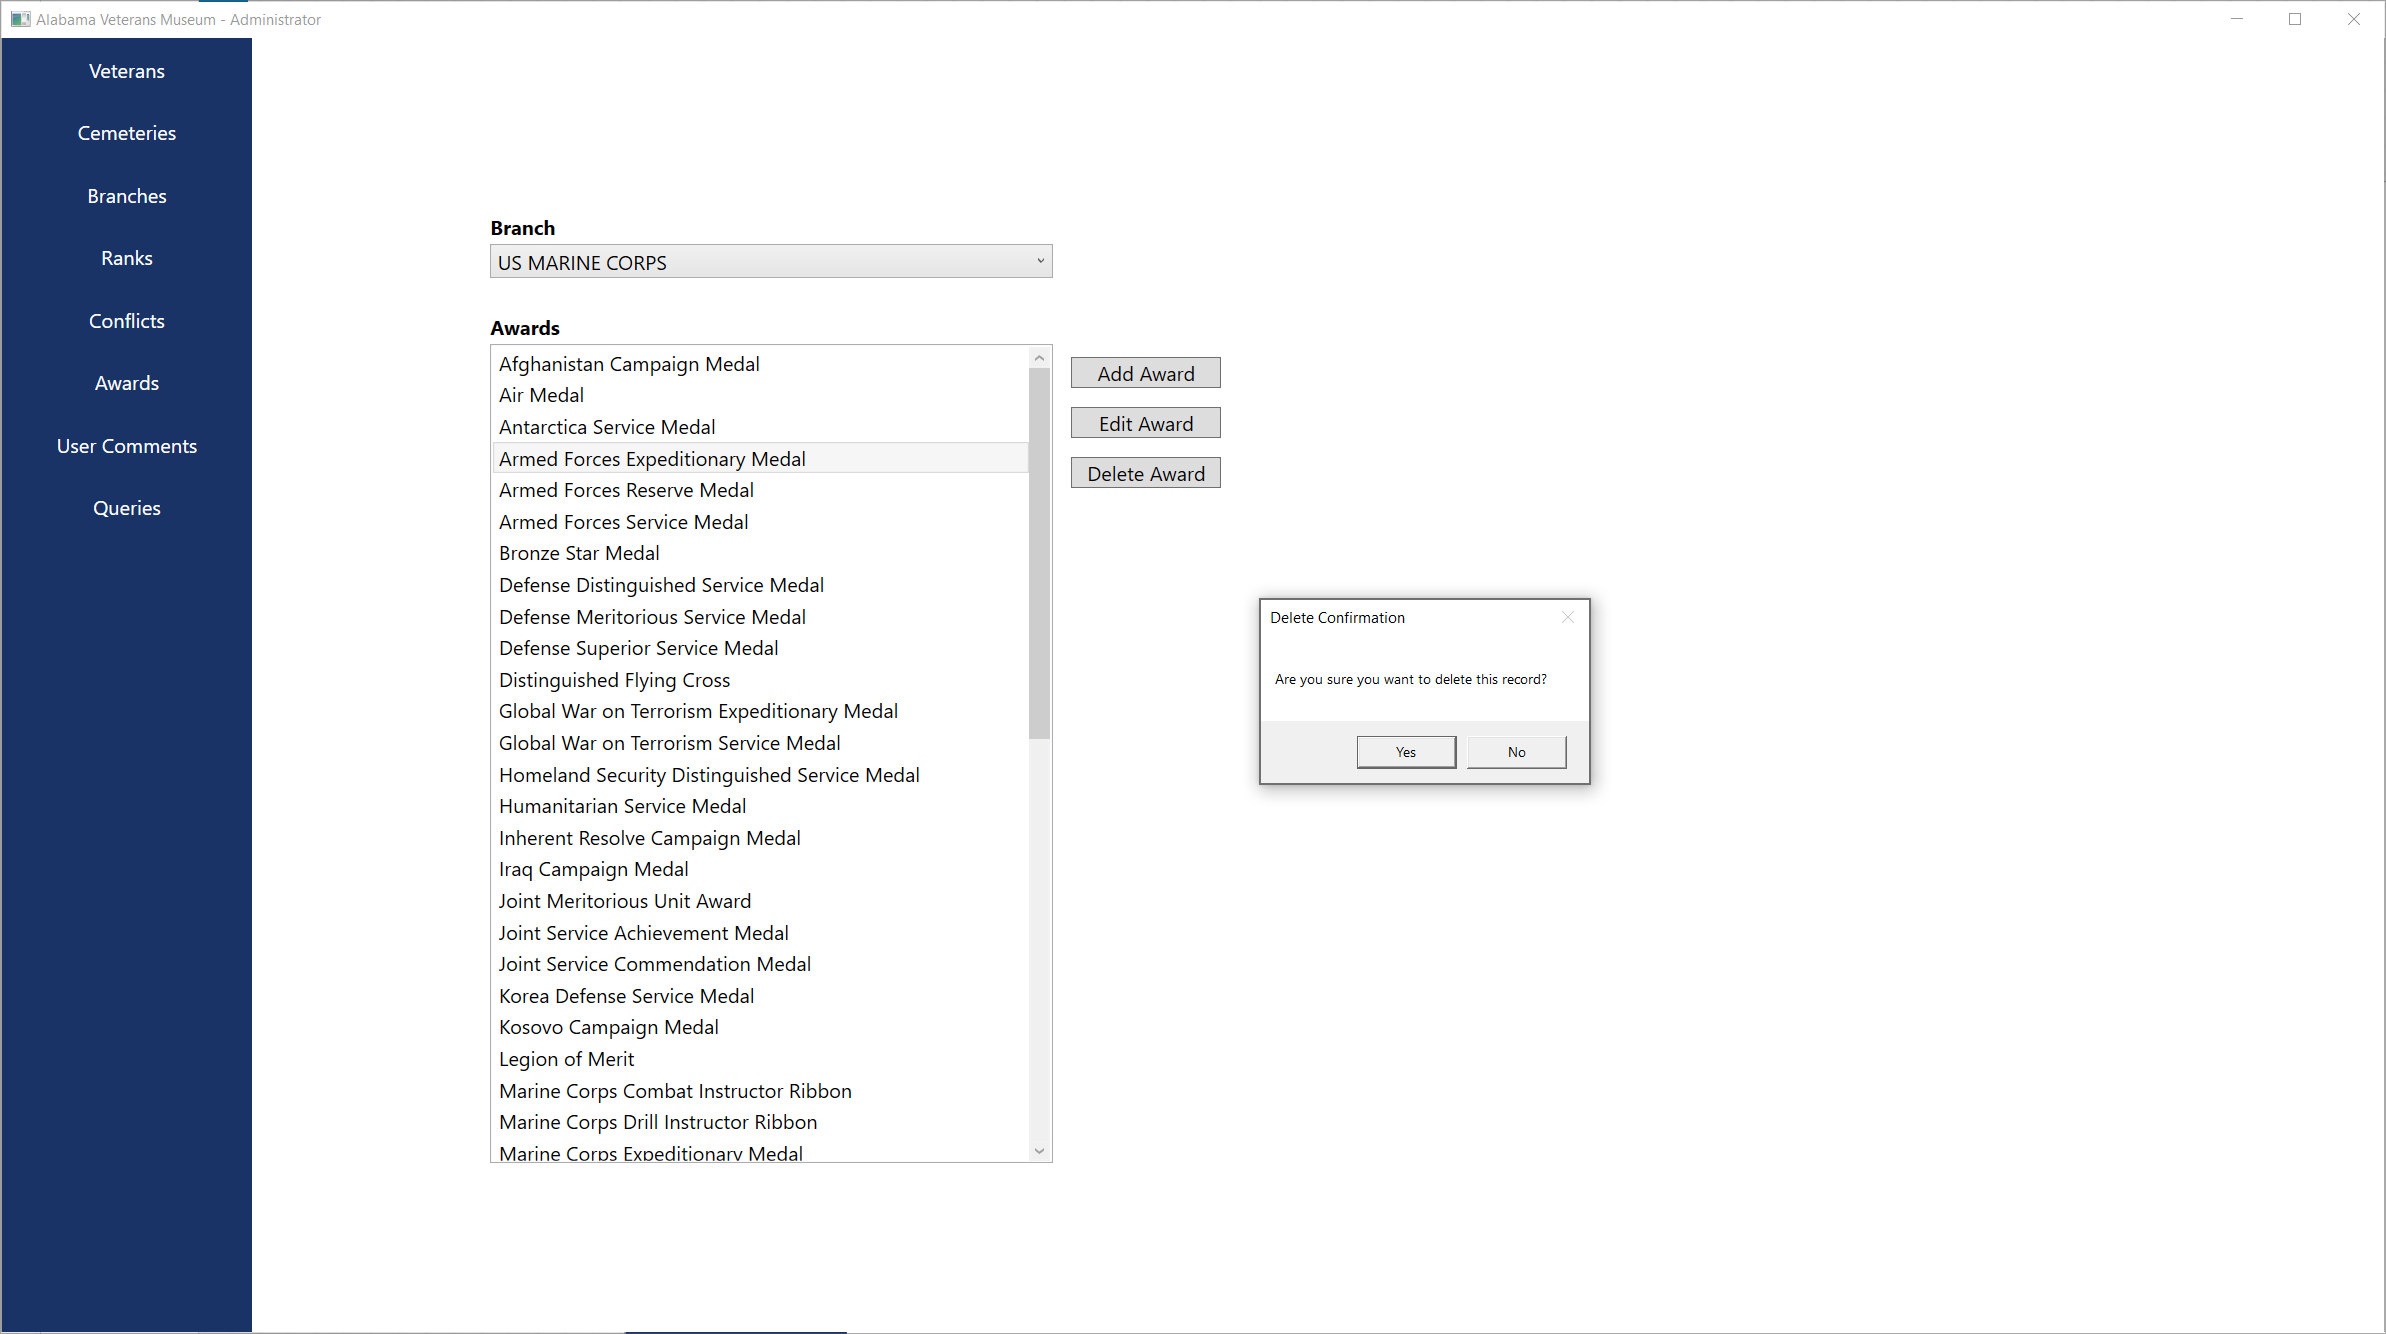 Alabama Veterans Museum - Administrator
Veterans
Cemeteries
Branches
Ranks
Conflicts
Awards
User Comments
Queries
Branch
US MARINE CORPS
Awards
Afghanistan Campaign Medal
Air Medal
Antarctica Service Medal
Armed Forces Expeditionary Medal
Armed Forces Reserve Medal
Armed Forces Service Medal
Bronze Star Medal
Defense Distinguished Service Medal
Defense Meritorious Service Medal
Defense Superior Service Medal
Distinguished Flying Cross
Global War on Terrorism Expeditionary Medal
Global War on Terrorism Service Medal
Homeland Security Distinguished Service Medal
Humanitarian Service Medal
Inherent Resolve Campaign Medal
Iraq Campaign Medal
Joint Meritorious Unit Award
Joint Service Achievement Medal
Joint Service Commendation Medal
Korea Defense Service Medal
Kosovo Campaign Medal
Legion of Merit
Marine Corps Combat Instructor Ribbon
Marine Corps Drill Instructor Ribbon
Marine Corps Expeditionary Medal
Add Award
Edit Award
Delete Award
Delete Confirmation
Are you sure you want to delete this record?
Yes
No